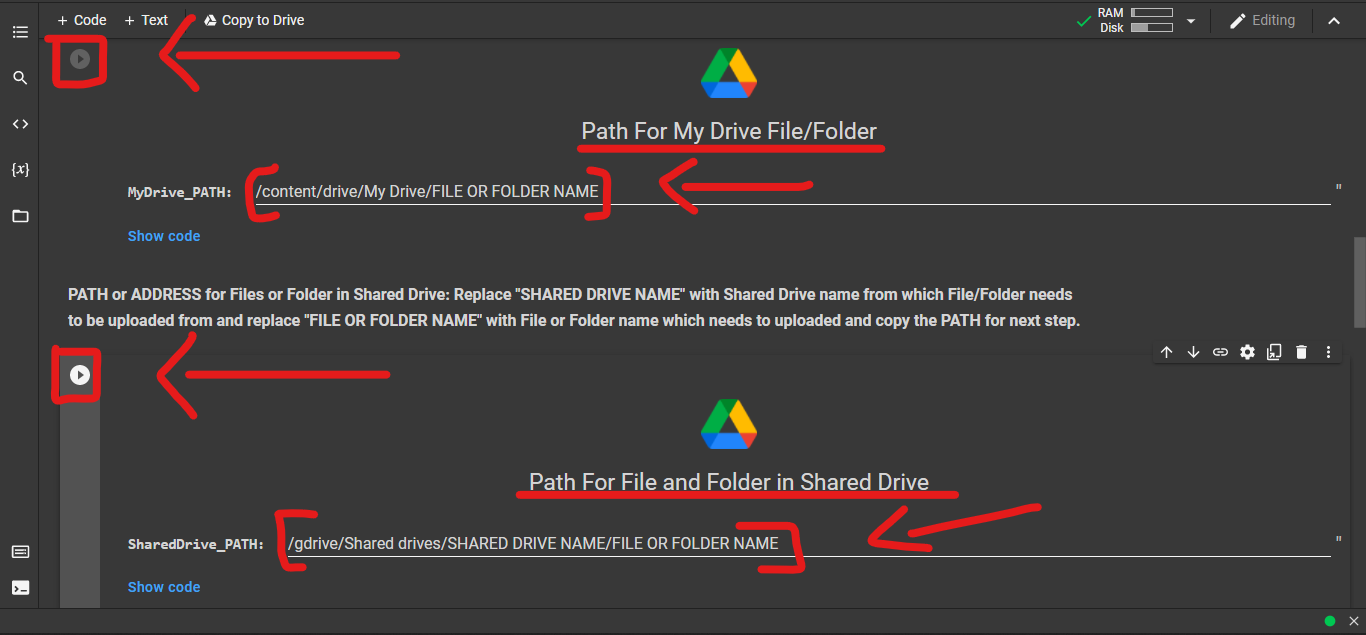 + Code + Text Copy to Drive
RAM
Disk
Editing
Path For My Drive File/Folder
MyDrive_PATH: /content/drive/My Drive/FILE OR FOLDER NAME "
Show code
PATH or ADDRESS for Files or Folder in Shared Drive: Replace "SHARED DRIVE NAME" with Shared Drive name from which File/Folder needs
to be uploaded from and replace "FILE OR FOLDER NAME" with File or Folder name which needs to uploaded and copy the PATH for next step.
Path For File and Folder in Shared Drive
SharedDrive_PATH: /gdrive/Shared drives/SHARED DRIVE NAME/FILE OR FOLDER NAME "
Show code